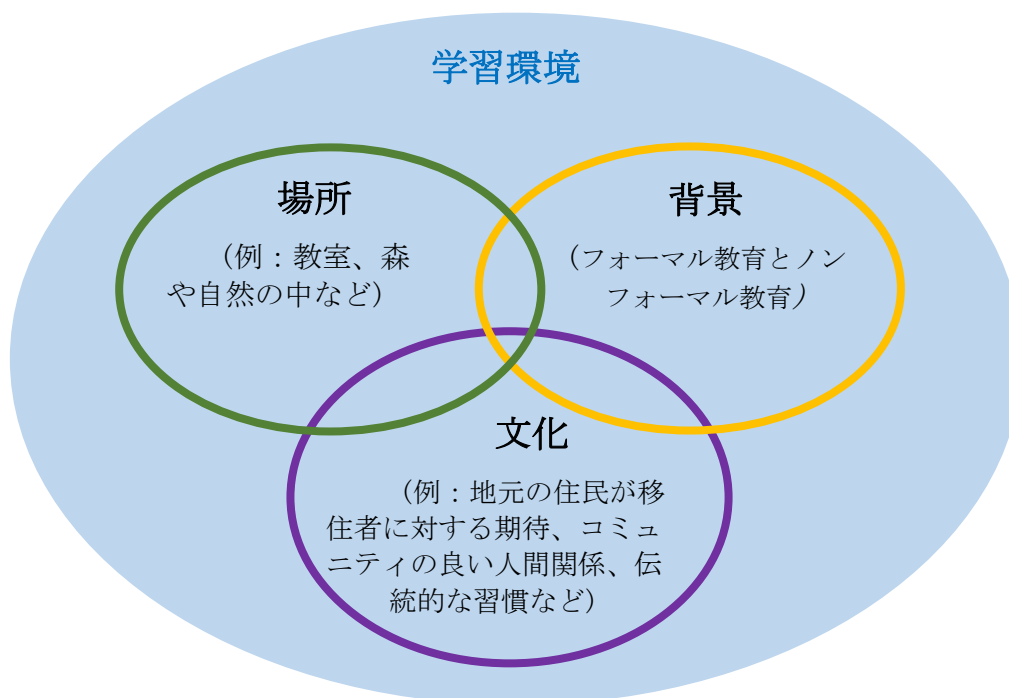 学習環境
場所
（例：教室、森
や自然の中など）
背景
（フォーマル教育とノン
フォーマル教育）
文化
（例：地元の住民が移
住者に対する期待、コミュ
ニティの良い人間関係、伝
統的な習慣など）